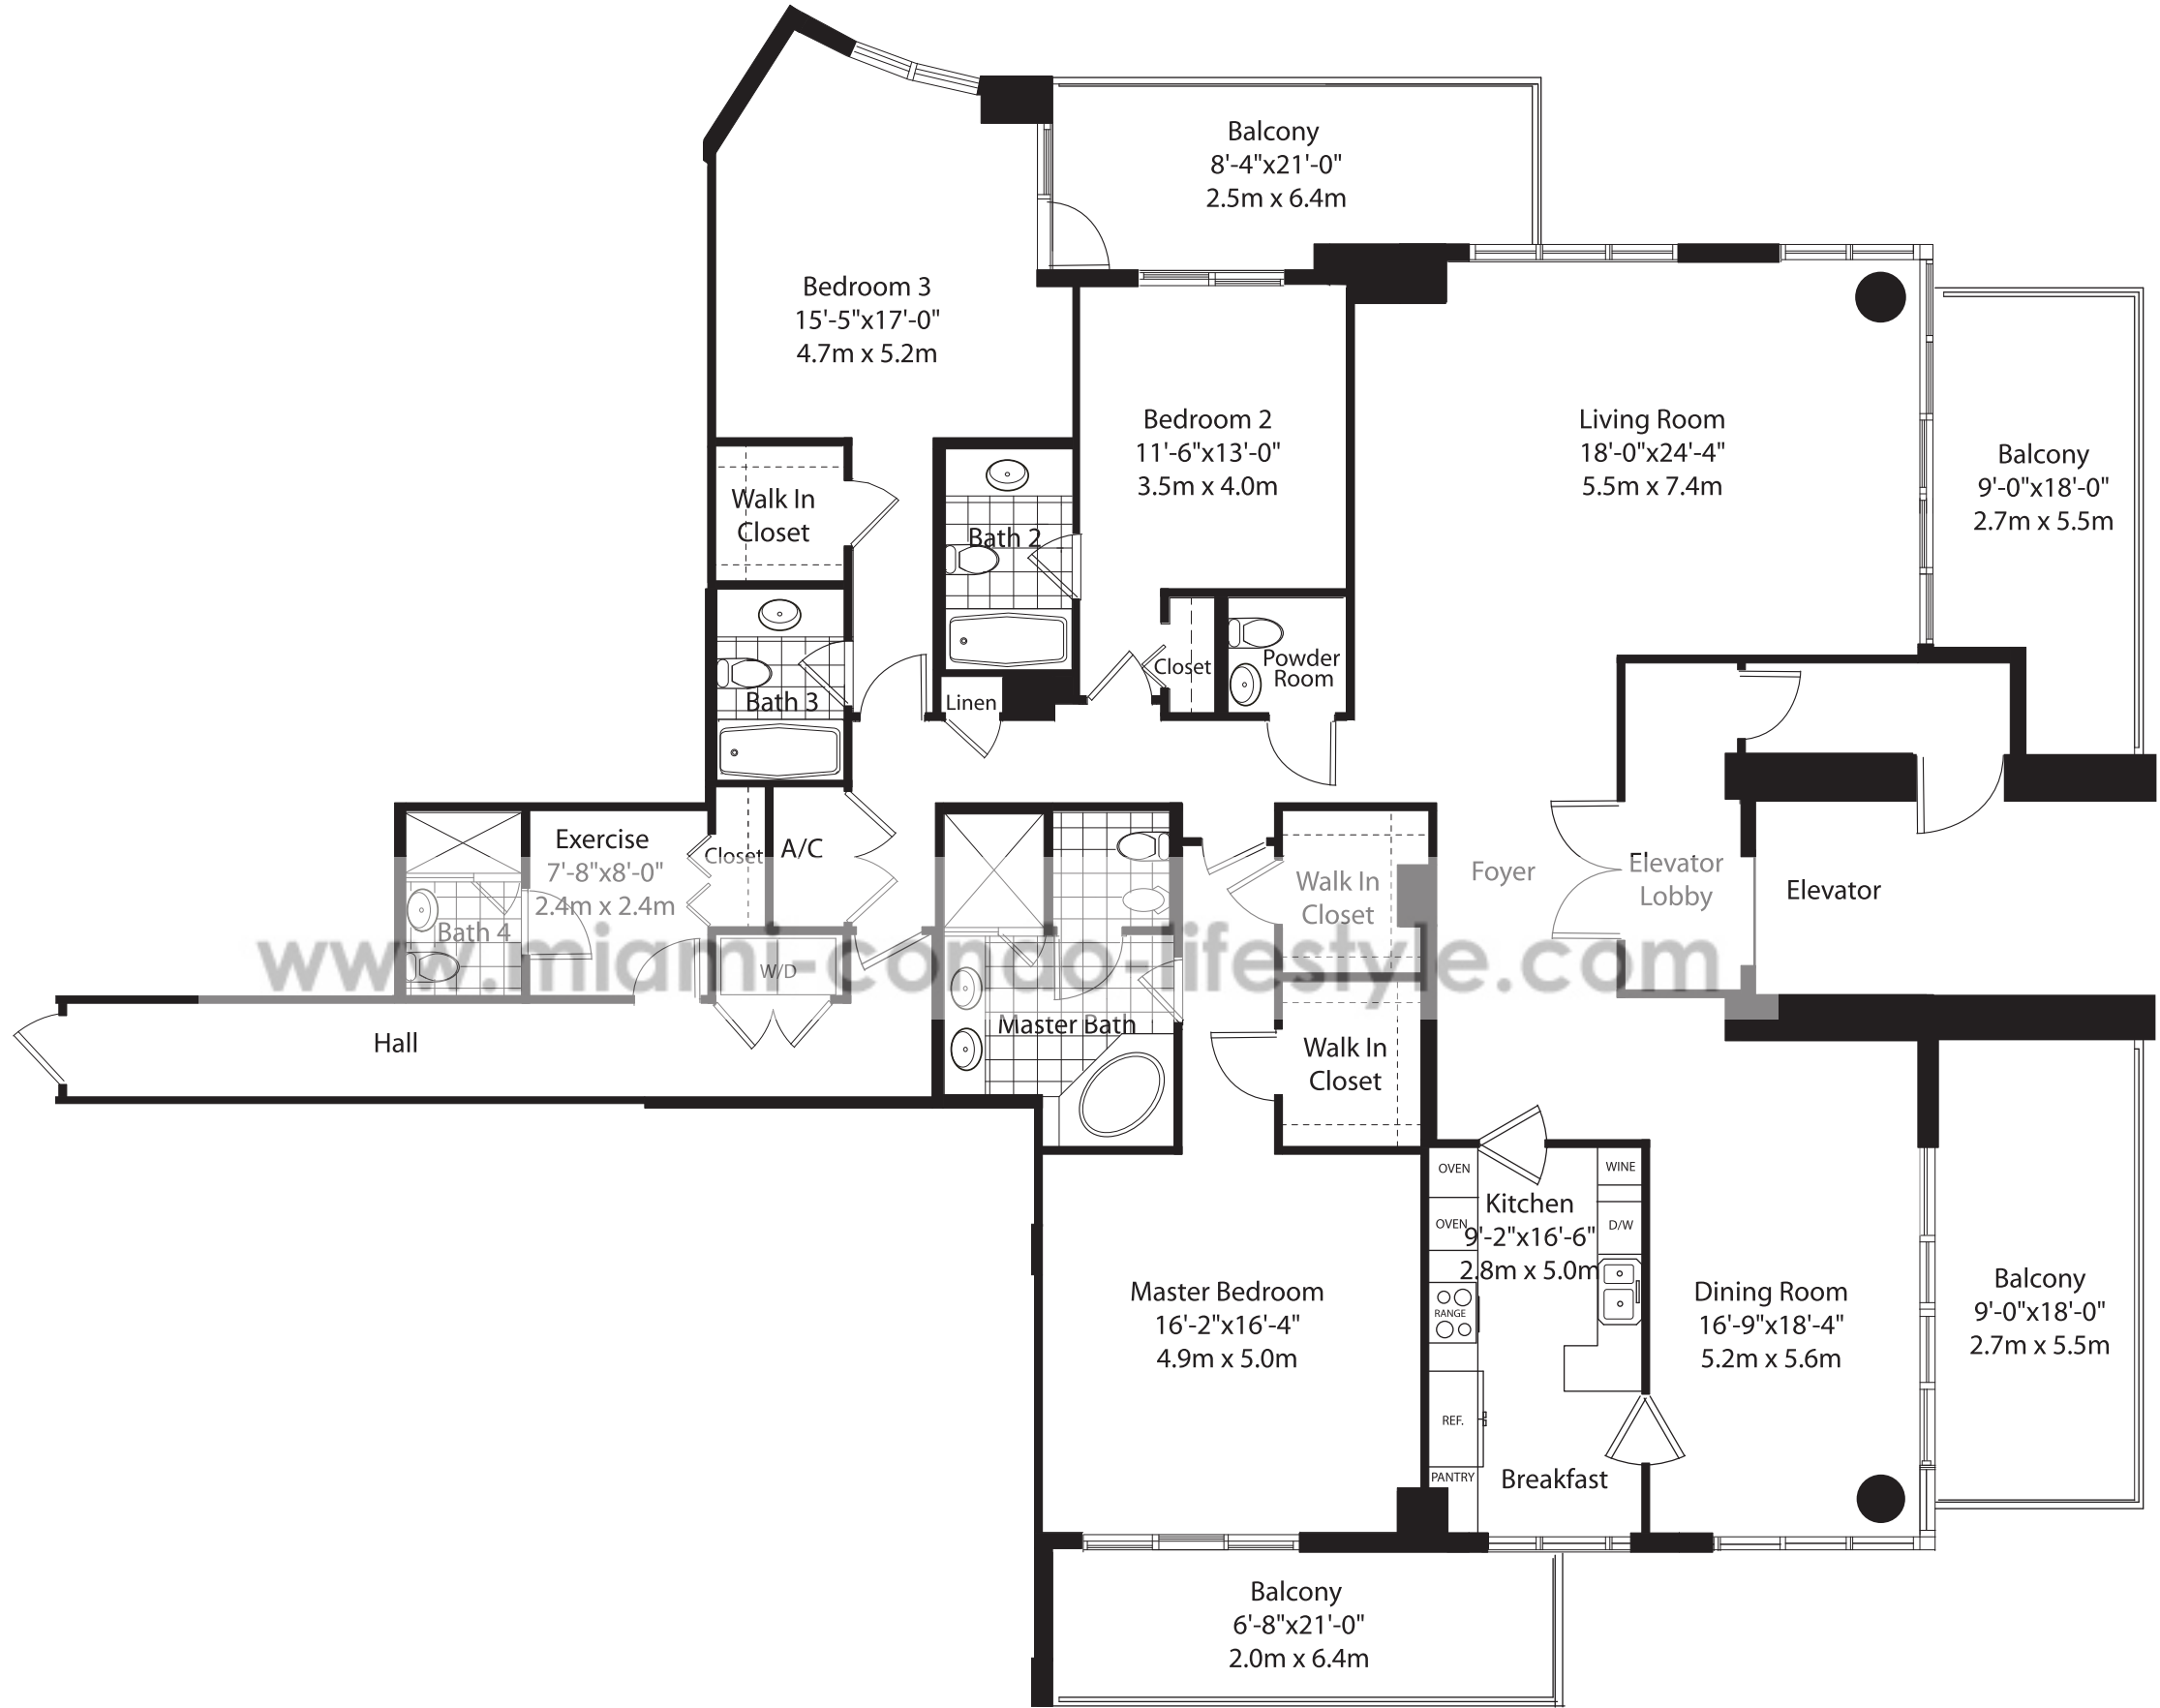 Balcony
8'-4"x21'-0"
2.5m x 6.4m
Bedroom 3
15'-5"x17'-0"
4.7m x 5.2m
Bedroom 2
11'-6"x13'-0"
3.5m x 4.0m
Living Room
18'-0"x24'-4"
5.5m x 7.4m
Balcony
9'-0"x18'-0"
2.7m x 5.5m
Walk In
Closet
Bath 2
Closet
Powder
Room
Bath 3
Linen
Exercise
7'-8"x8'-0"
2.4m x 2.4m
Closet
A/C
Walk In
Closet
Foyer
Elevator
Lobby
Elevator
Bath 4
www.miami-condo-lifestyle.com
W/D
Hall
Master Bath
Walk In
Closet
OVEN
WINE
Kitchen
9'-2"x16'-6"
2.8m x 5.0m
OVEN
D/W
Master Bedroom
16'-2"x16'-4"
4.9m x 5.0m
RANGE
Dining Room
16'-9"x18'-4"
5.2m x 5.6m
Balcony
9'-0"x18'-0"
2.7m x 5.5m
REF.
PANTRY
Breakfast
Balcony
6'-8"x21'-0"
2.0m x 6.4m